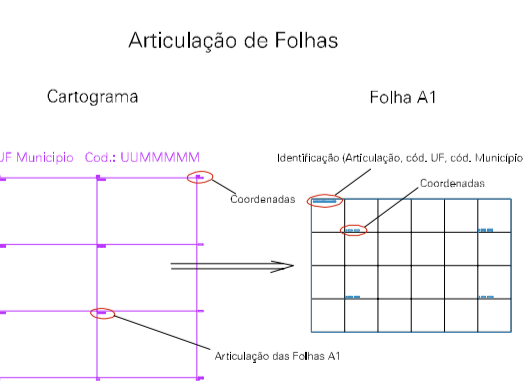 Articulação de Folhas
Cartograma
Folha A1
UF Municipio Cod.: UUMMMMM
Identificação (Articulação, cód. UF, cód. Município
Coordenadas
Coordenadas
Articulação das Folhas A1